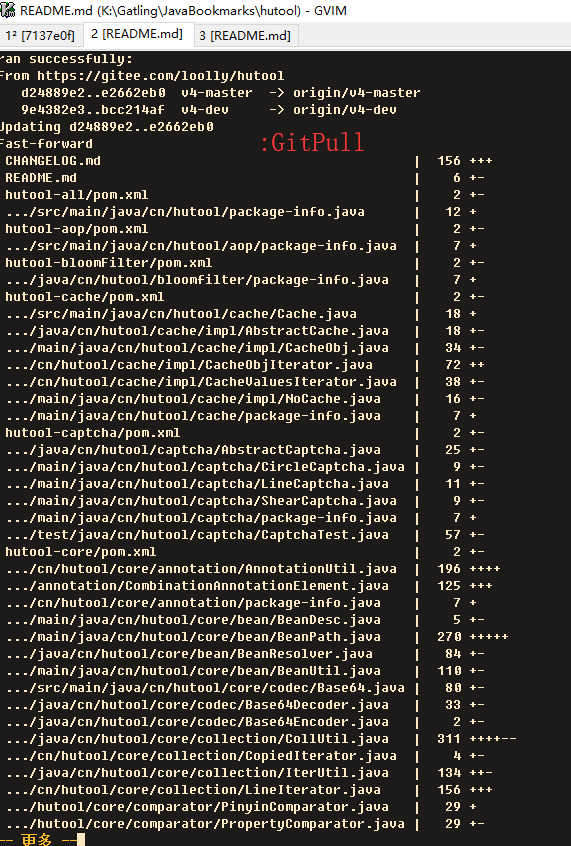 README.md (K:\Gatling\JavaBookmarks\hutool) - GVIM
1² [7137e0f] 2 [README.md] 3 [README.md]
ran successfully:
From https://gitee.com/loolly/hutool
d24889e2..e2662eb0 v4-master -> origin/v4-master
9e4382e3..bcc214af v4-dev -> origin/v4-dev
Updating d24889e2..e2662eb0
Fast-forward
:GitPull
CHANGELOG.md | 156 +++
README.md | 6 +-
hutool-all/pom.xml | 2 +-
.../src/main/java/cn/hutool/package-info.java | 12 +
hutool-aop/pom.xml | 2 +-
.../src/main/java/cn/hutool/aop/package-info.java | 7 +
hutool-bloomFilter/pom.xml | 2 +-
.../java/cn/hutool/bloomfilter/package-info.java | 7 +
hutool-cache/pom.xml | 2 +-
.../src/main/java/cn/hutool/cache/Cache.java | 18 +
.../java/cn/hutool/cache/impl/AbstractCache.java | 18 +-
.../main/java/cn/hutool/cache/impl/CacheObj.java | 34 +-
.../cn/hutool/cache/impl/CacheObjIterator.java | 72 ++
.../cn/hutool/cache/impl/CacheValuesIterator.java | 38 +-
.../main/java/cn/hutool/cache/impl/NoCache.java | 16 +-
.../main/java/cn/hutool/cache/package-info.java | 7 +
hutool-captcha/pom.xml | 2 +-
.../java/cn/hutool/captcha/AbstractCaptcha.java | 25 +-
.../main/java/cn/hutool/captcha/CircleCaptcha.java | 9 +-
.../main/java/cn/hutool/captcha/LineCaptcha.java | 11 +-
.../main/java/cn/hutool/captcha/ShearCaptcha.java | 9 +-
.../main/java/cn/hutool/captcha/package-info.java | 7 +
.../test/java/cn/hutool/captcha/CaptchaTest.java | 57 +-
hutool-core/pom.xml | 2 +-
.../cn/hutool/core/annotation/AnnotationUtil.java | 196 ++++
.../annotation/CombinationAnnotationElement.java | 125 +++
.../cn/hutool/core/annotation/package-info.java | 7 +
.../main/java/cn/hutool/core/bean/BeanDesc.java | 5 +-
.../main/java/cn/hutool/core/bean/BeanPath.java | 270 +++++
.../java/cn/hutool/core/bean/BeanResolver.java | 84 +-
.../main/java/cn/hutool/core/bean/BeanUtil.java | 110 +-
.../src/main/java/cn/hutool/core/codec/Base64.java | 80 +-
.../java/cn/hutool/core/codec/Base64Decoder.java | 33 +-
.../java/cn/hutool/core/codec/Base64Encoder.java | 2 +-
.../java/cn/hutool/core/collection/CollUtil.java | 311 ++++--
.../cn/hutool/core/collection/CopiedIterator.java | 4 +-
.../java/cn/hutool/core/collection/IterUtil.java | 134 ++-
.../cn/hutool/core/collection/LineIterator.java | 156 +++
.../hutool/core/comparator/PinyinComparator.java | 29 +
.../hutool/core/comparator/PropertyComparator.java | 29 +-
-- 更多 --